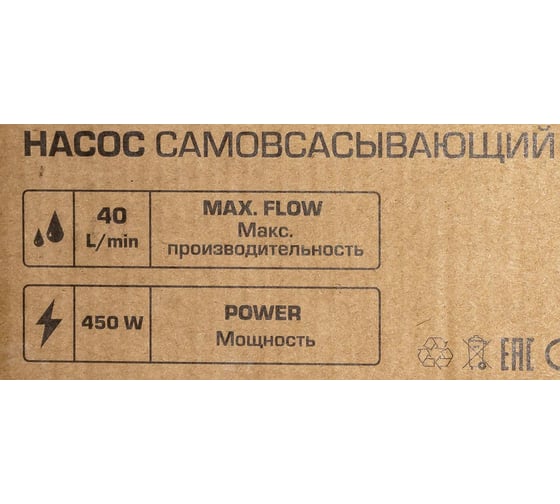 НАСОС САМОВСАСЫВАЮЩИЙ
40
L/min
MAX. FLOW
Макс.
производительность
450 W
POWER
Мощность
EAC